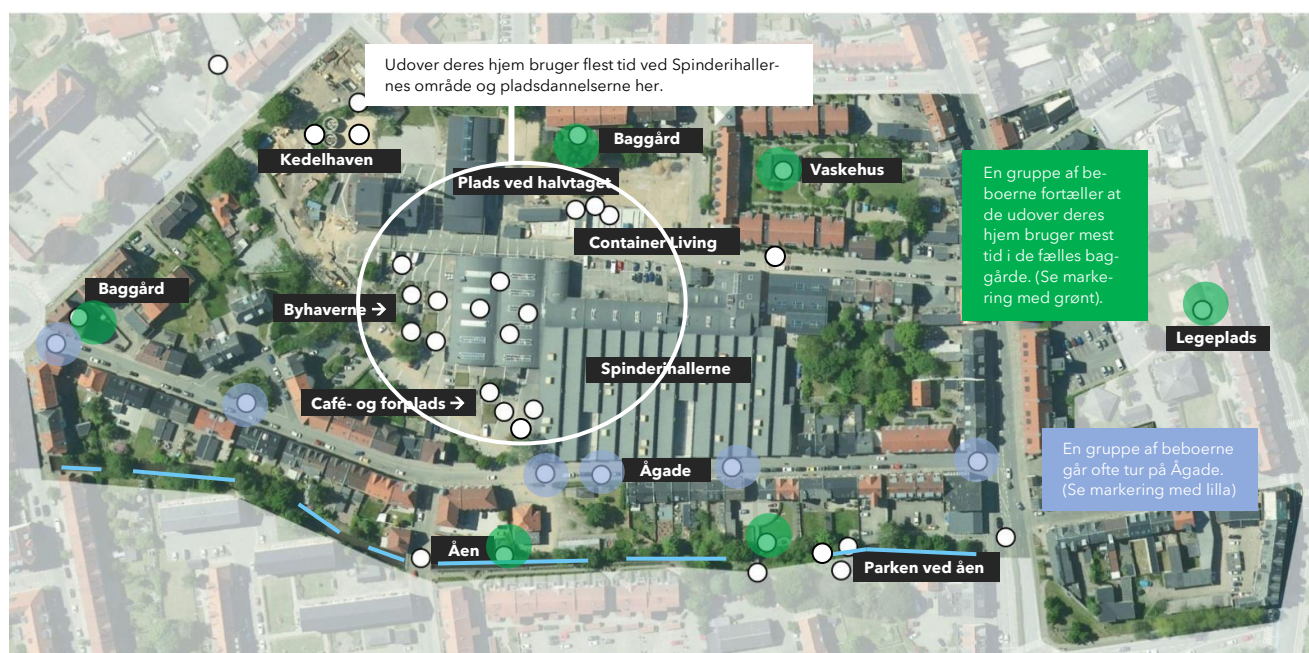 Udover deres hjem bruger flest tid ved Spinderihaller-
nes område og pladsdannelserne her.
Kedelhaven
Baggård
Plads ved halvtaget
Vaskehus
En gruppe af be-
boerne fortæller at
de udover deres
hjem bruger mest
tid i de fælles bag-
gårde. (Se marke-
ring med grønt).
Container Living
Baggård
Byhaverne →
Legeplads
Spinderihallerne
Café- og forplads →
Ågade
En gruppe af beboerne
går ofte tur på Ågade.
(Se markering med lilla)
Åen
Parken ved åen